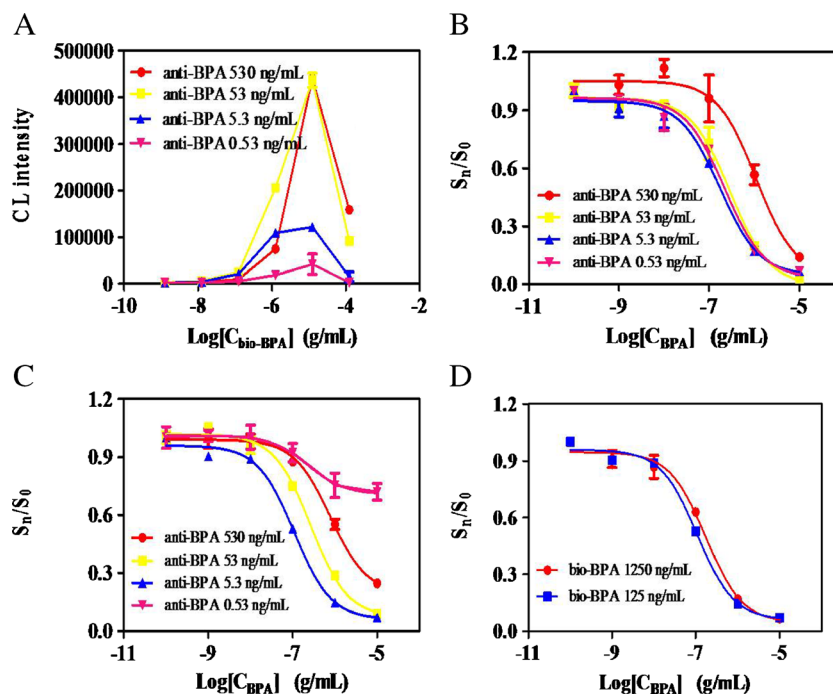 A
500000
400000
300000
200000
100000
0
CL intensity
anti-BPA 530 ng/mL
anti-BPA 53 ng/mL
anti-BPA 5.3 ng/mL
anti-BPA 0.53 ng/mL
-10 -8 -6 -4 -2
Log[C_bio-BPA] (g/mL)
B
1.2
0.9
0.6
0.3
0.0
Sn/S0
anti-BPA 530 ng/mL
anti-BPA 53 ng/mL
anti-BPA 5.3 ng/mL
anti-BPA 0.53 ng/mL
-11 -9 -7 -5
Log[C_BPA] (g/mL)
C
1.2
0.9
0.6
0.3
0.0
Sn/S0
anti-BPA 530 ng/mL
anti-BPA 53 ng/mL
anti-BPA 5.3 ng/mL
anti-BPA 0.53 ng/mL
-11 -9 -7 -5
Log[C_BPA] (g/mL)
D
1.2
0.9
0.6
0.3
0.0
Sn/S0
bio-BPA 1250 ng/mL
bio-BPA 125 ng/mL
-11 -9 -7 -5
Log[C_BPA] (g/mL)